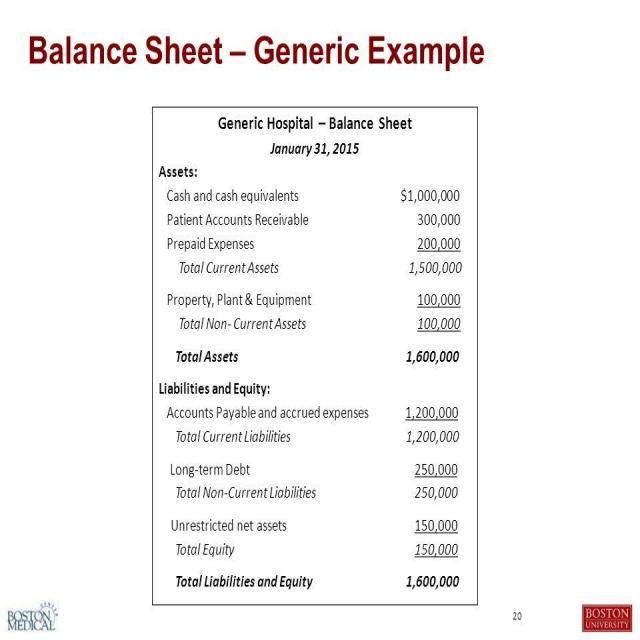 Balance Sheet – Generic Example
Generic Hospital – Balance Sheet
January 31, 2015
Assets:
Cash and cash equivalents $1,000,000
Patient Accounts Receivable 300,000
Prepaid Expenses 200,000
Total Current Assets 1,500,000
Property, Plant & Equipment 100,000
Total Non- Current Assets 100,000
Total Assets 1,600,000
Liabilities and Equity:
Accounts Payable and accrued expenses 1,200,000
Total Current Liabilities 1,200,000
Long-term Debt 250,000
Total Non-Current Liabilities 250,000
Unrestricted net assets 150,000
Total Equity 150,000
Total Liabilities and Equity 1,600,000
BOSTON
MEDICAL
CENTER
20
BOSTON
UNIVERSITY